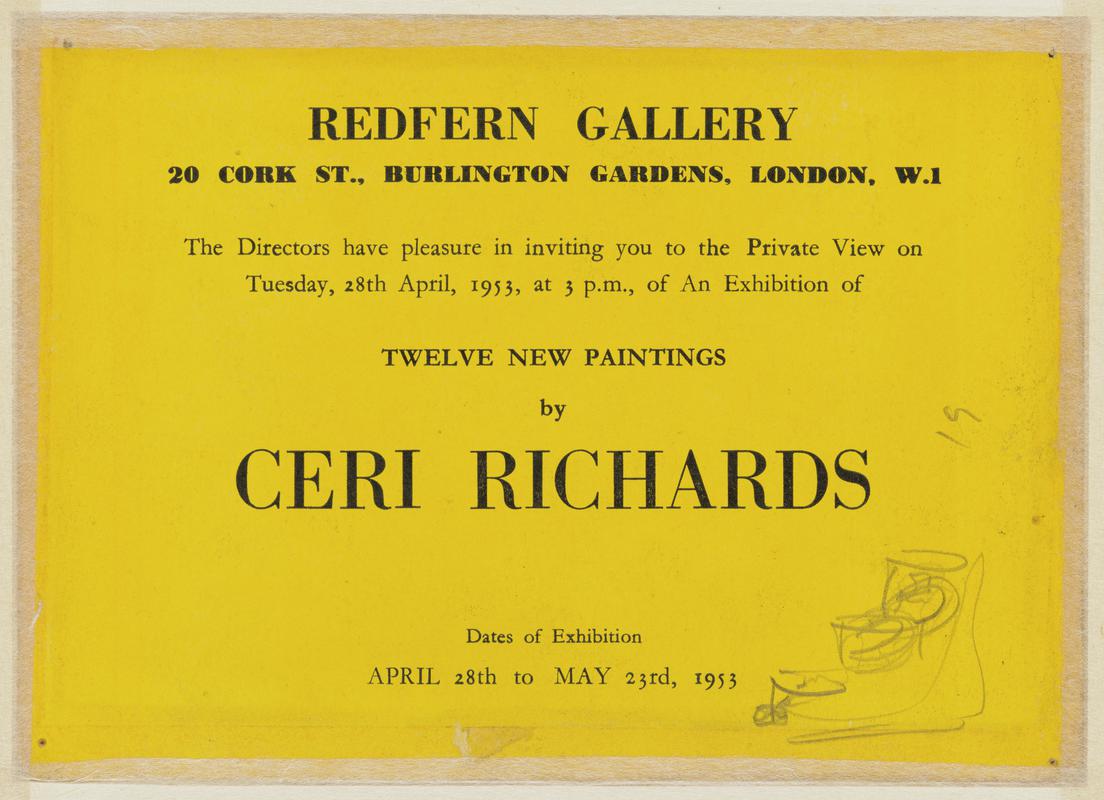 REDFERN GALLERY
20 CORK ST., BURLINGTON GARDENS, LONDON, W.1
The Directors have pleasure in inviting you to the Private View on
Tuesday, 28th April, 1953, at 3 p.m., of An Exhibition of
TWELVE NEW PAINTINGS
by
CERI RICHARDS
Dates of Exhibition
APRIL 28th to MAY 23rd, 1953